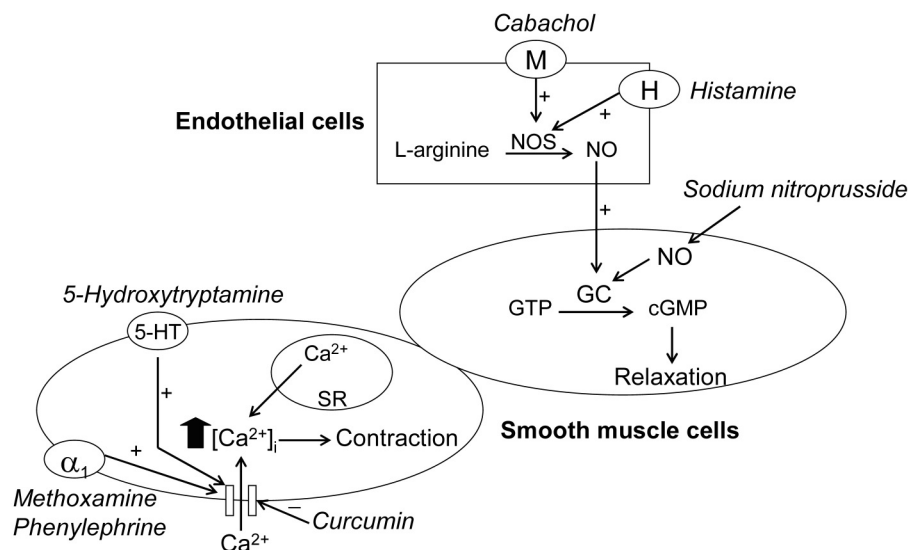 Cabachol
M
H
Histamine
+
+
Endothelial cells
L-arginine
NOS
NO
Sodium nitroprusside
+
NO
GC
GTP
cGMP
Relaxation
Smooth muscle cells
5-Hydroxytryptamine
5-HT
Ca²⁺
SR
+
[Ca²⁺]ᵢ
Contraction
+
α₁
Methoxamine
Phenylephrine
–
Curcumin
Ca²⁺